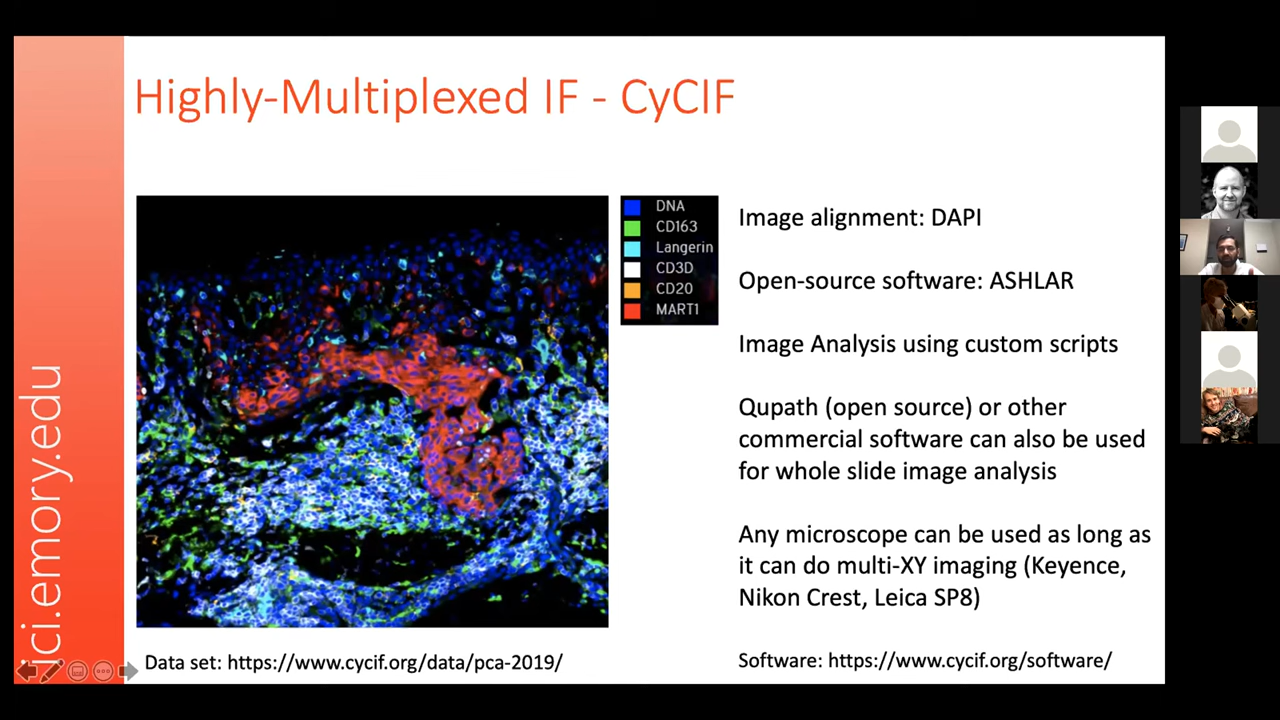 Highly-Multiplexed IF - CyCIF
DNA
CD163
Langerin
CD3D
CD20
MART1
Image alignment: DAPI
Open-source software: ASHLAR
Image Analysis using custom scripts
Qupath (open source) or other
commercial software can also be used
for whole slide image analysis
Any microscope can be used as long as
it can do multi-XY imaging (Keyence,
Nikon Crest, Leica SP8)
Data set: https://www.cycif.org/data/pca-2019/
Software: https://www.cycif.org/software/
ici.emory.edu